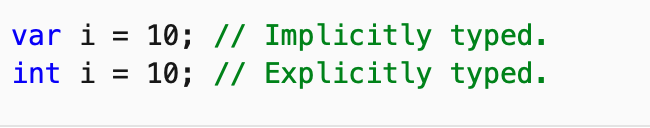 var i = 10; // Implicitly typed.
int i = 10; // Explicitly typed.